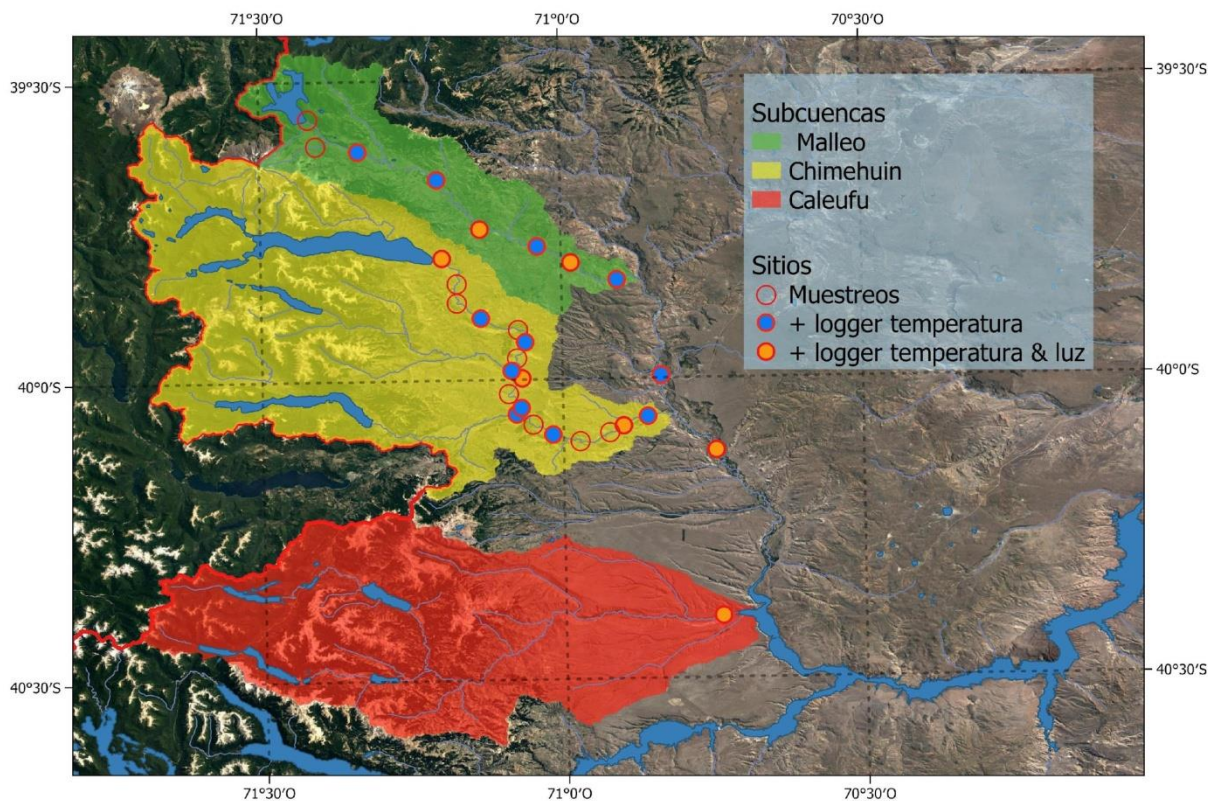 71°30'O
71°0'O
70°30'O
39°30'S
39°30'S
Subcuencas
Malleo
Chimehuin
Caleufu
Sitios
Muestreos
+ logger temperatura
+ logger temperatura & luz
40°0'S
40°0'S
40°30'S
40°30'S
71°30'O
71°0'O
70°30'O